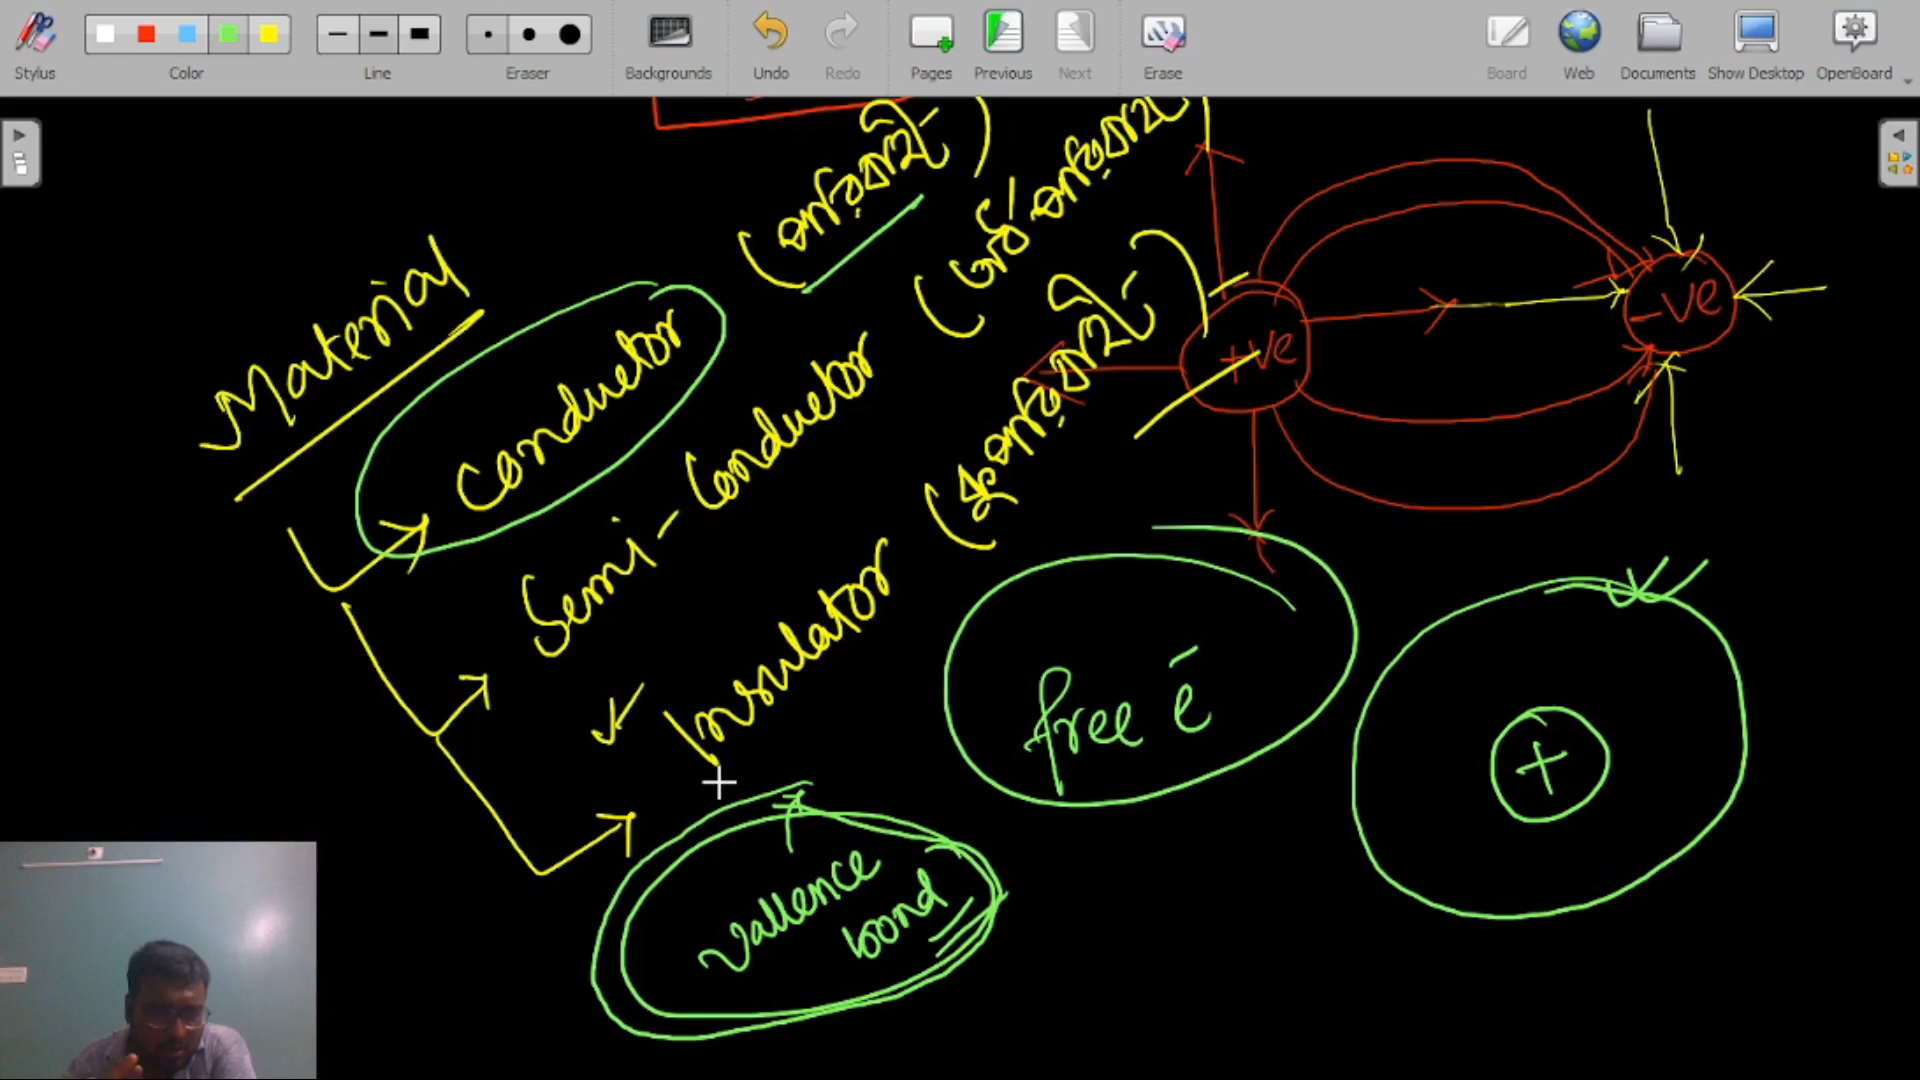 Stylus
Color
Line
Eraser
Backgrounds
Undo
Redo
Pages
Previous
Next
Erase
Board
Web
Documents
Show Desktop
OpenBoard
Material
Conductor
Semi-Conductor
Insulator
+ve
-ve
free e-
+
vallence
bond